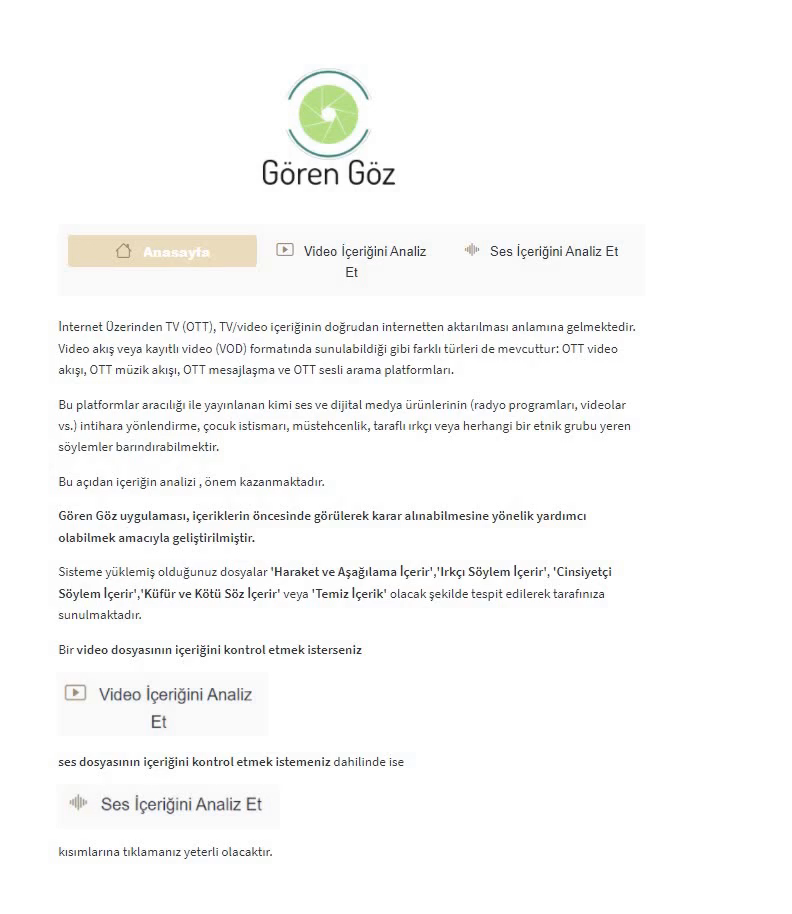 Gören Göz
Anasayfa
Video İçeriğini Analiz
Et
Ses İçeriğini Analiz Et
İnternet Üzerinden TV (OTT), TV/video içeriğinin doğrudan internetten aktarılması anlamına gelmektedir.
Video akış veya kayıtlı video (VOD) formatında sunulabildiği gibi farklı türleri de mevcuttur: OTT video
akışı, OTT müzik akışı, OTT mesajlaşma ve OTT sesli arama platformları.
Bu platformlar aracılığı ile yayınlanan kimi ses ve dijital medya ürünlerinin (radyo programları, videolar
vs.) intihara yönlendirme, çocuk istismarı, müstehcenlik, taraflı ırkçı veya herhangi bir etnik grubu yeren
söylemler barındırabilmektir.
Bu açıdan içeriğin analizi , önem kazanmaktadır.
Gören Göz uygulaması, içeriklerin öncesinde görülerek karar alınabilmesine yönelik yardımcı
olabilmek amacıyla geliştirilmiştir.
Sisteme yüklemiş olduğunuz dosyalar 'Haraket ve Aşağılama İçerir','Irkçı Söylem İçerir', 'Cinsiyetçi
Söylem İçerir','Küfür ve Kötü Söz İçerir' veya 'Temiz İçerik' olacak şekilde tespit edilerek tarafınıza
sunulmaktadır.
Bir video dosyasının içeriğini kontrol etmek isterseniz
Video İçeriğini Analiz
Et
ses dosyasının içeriğini kontrol etmek istemeniz dahilinde ise
Ses İçeriğini Analiz Et
kısımlarına tıklamanız yeterli olacaktır.